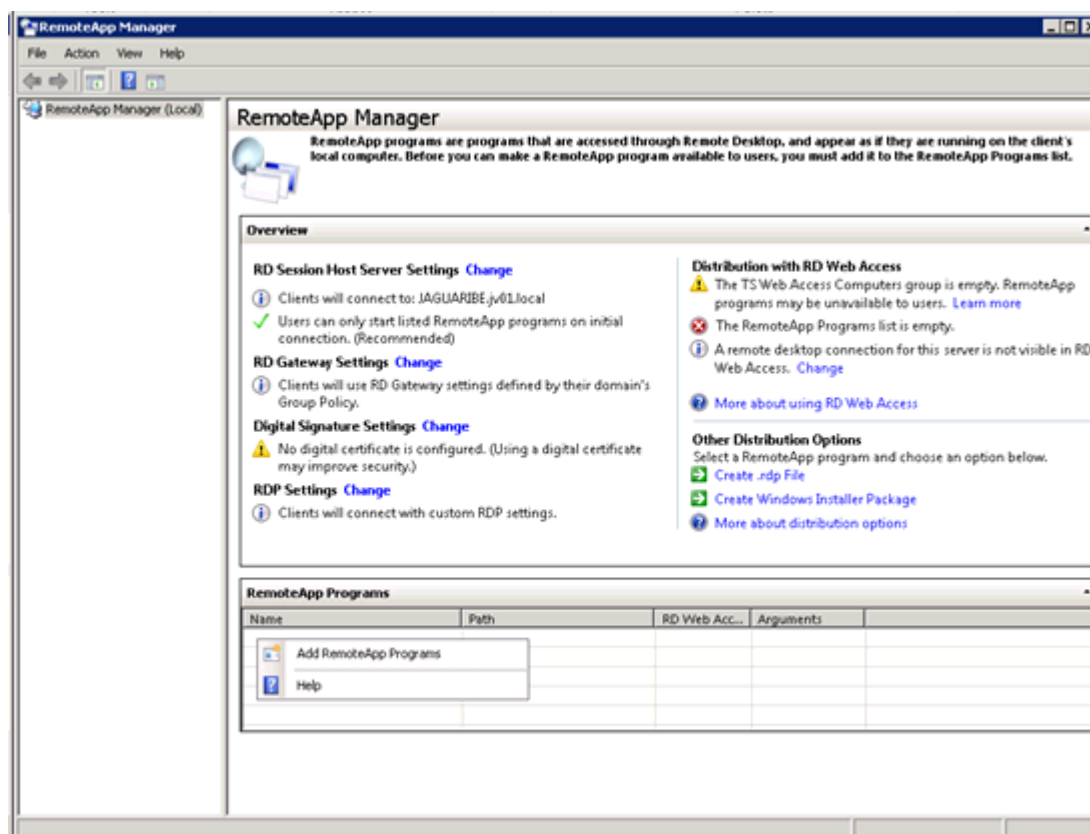 RemoteApp Manager
File Action View Help
RemoteApp Manager (Local)
RemoteApp Manager
RemoteApp programs are programs that are accessed through Remote Desktop, and appear as if they are running on the client's
local computer. Before you can make a RemoteApp program available to users, you must add it to the RemoteApp Programs list.
Overview
RD Session Host Server Settings Change
Clients will connect to: JAGUARIBE.jv01.local
Users can only start listed RemoteApp programs on initial
connection. (Recommended)
RD Gateway Settings Change
Clients will use RD Gateway settings defined by their domain's
Group Policy.
Digital Signature Settings Change
No digital certificate is configured. (Using a digital certificate
may improve security.)
RDP Settings Change
Clients will connect with custom RDP settings.
Distribution with RD Web Access
The TS Web Access Computers group is empty. RemoteApp
programs may be unavailable to users. Learn more
The RemoteApp Programs list is empty.
A remote desktop connection for this server is not visible in RD
Web Access. Change
More about using RD Web Access
Other Distribution Options
Select a RemoteApp program and choose an option below.
Create .rdp File
Create Windows Installer Package
More about distribution options
RemoteApp Programs
Name Path RD Web Acc... Arguments
Add RemoteApp Programs
Help